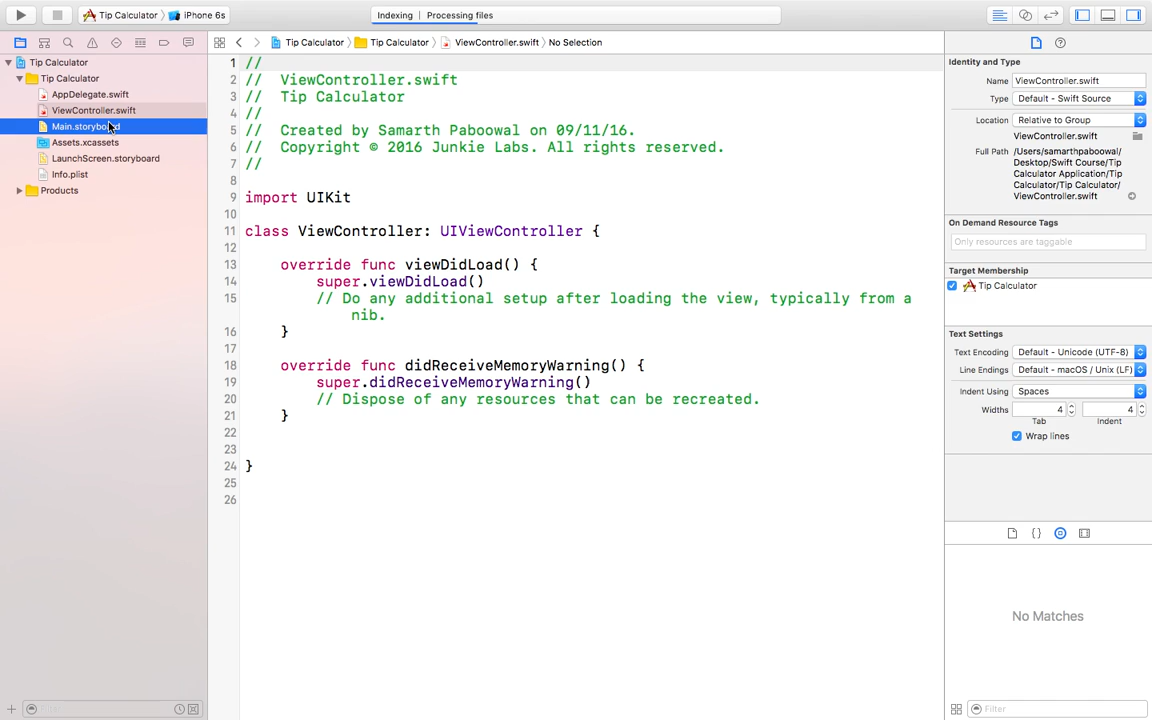 Tip Calculator
iPhone 6s
Indexing | Processing files
Tip Calculator
Tip Calculator
ViewController.swift
No Selection
Tip Calculator
Tip Calculator
AppDelegate.swift
ViewController.swift
Main.storyboard
Assets.xcassets
LaunchScreen.storyboard
Info.plist
Products
Filter
1 //
2 //  ViewController.swift
3 //  Tip Calculator
4 //
5 //  Created by Samarth Paboowal on 09/11/16.
6 //  Copyright © 2016 Junkie Labs. All rights reserved.
7 //
8
9 import UIKit
10
11 class ViewController: UIViewController {
12
13     override func viewDidLoad() {
14         super.viewDidLoad()
15         // Do any additional setup after loading the view, typically from a
nib.
16     }
17
18     override func didReceiveMemoryWarning() {
19         super.didReceiveMemoryWarning()
20         // Dispose of any resources that can be recreated.
21     }
22
23
24 }
25
26
Identity and Type
Name ViewController.swift
Type Default - Swift Source
Location Relative to Group
ViewController.swift
Full Path /Users/samarthpaboowal/
Desktop/Swift Course/Tip
Calculator Application/Tip
Calculator/Tip Calculator/
ViewController.swift
On Demand Resource Tags
Only resources are taggable
Target Membership
Tip Calculator
Text Settings
Text Encoding Default - Unicode (UTF-8)
Line Endings Default - macOS / Unix (LF)
Indent Using Spaces
Widths 4 4
Tab Indent
Wrap lines
{ }
No Matches
Filter